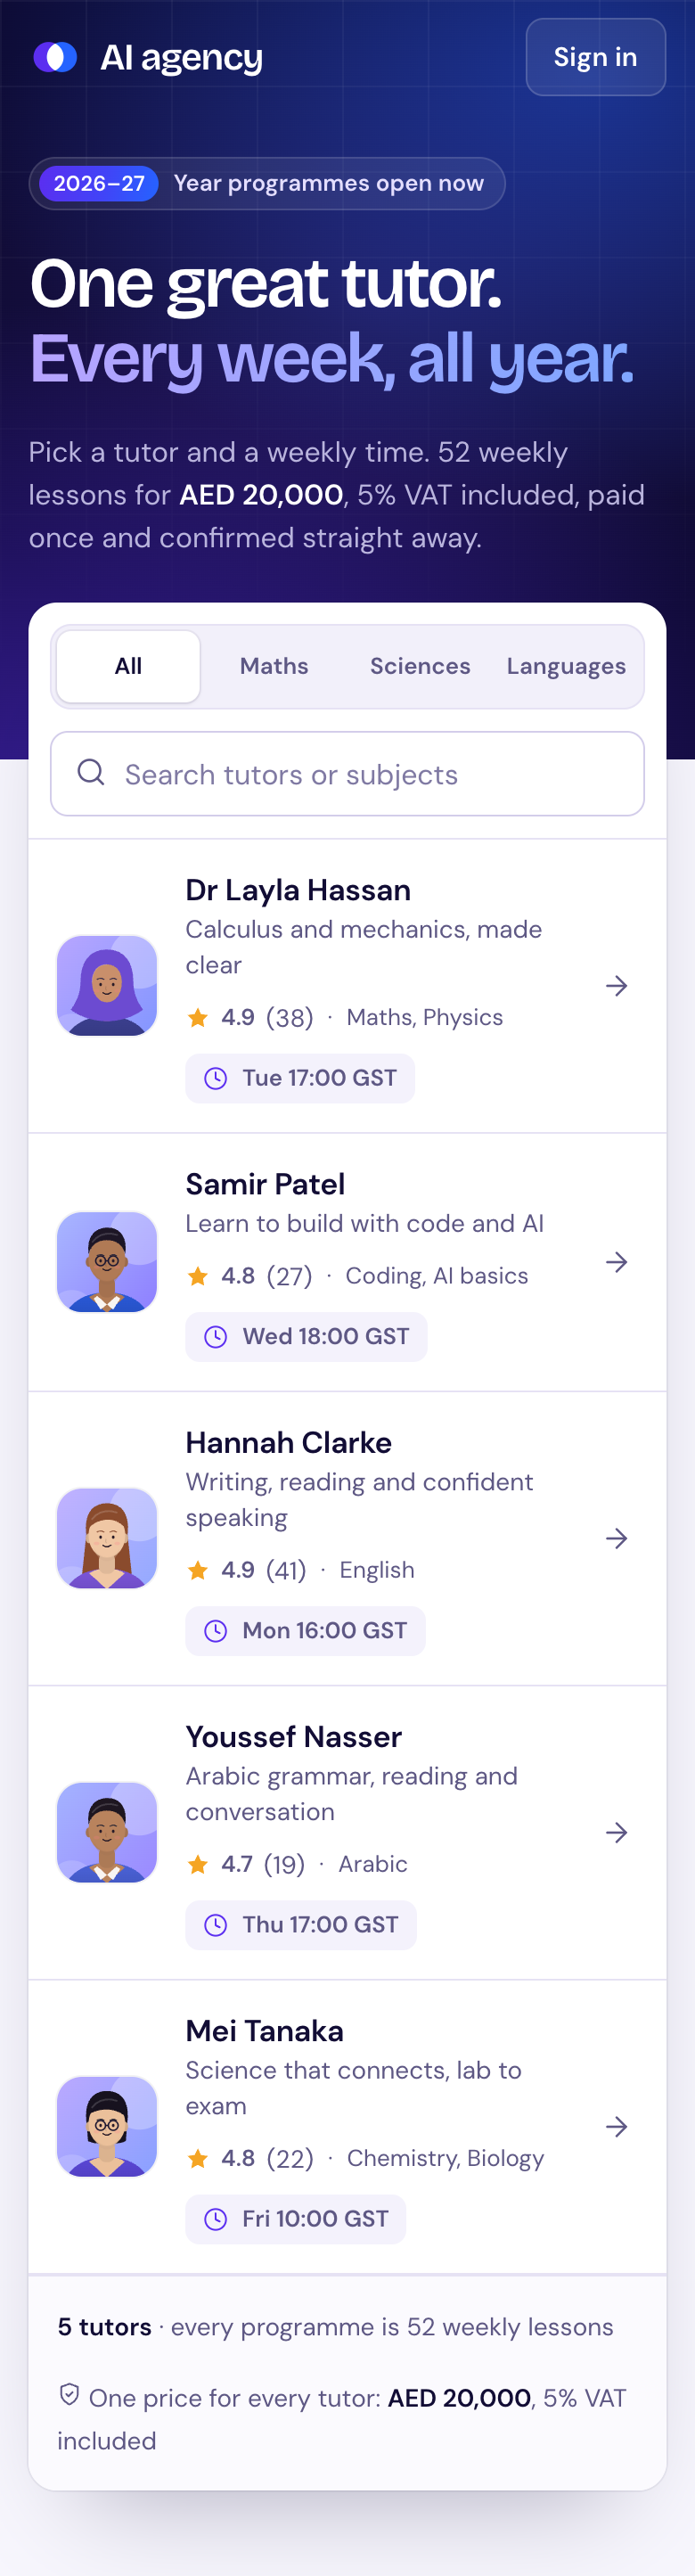 AI agency
Sign in
2026–27 Year programmes open now
One great tutor.
Every week, all year.
Pick a tutor and a weekly time. 52 weekly
lessons for AED 20,000, 5% VAT included, paid
once and confirmed straight away.
All Maths Sciences Languages
Search tutors or subjects
Dr Layla Hassan
Calculus and mechanics, made
clear
4.9 (38) · Maths, Physics
Tue 17:00 GST
Samir Patel
Learn to build with code and AI
4.8 (27) · Coding, AI basics
Wed 18:00 GST
Hannah Clarke
Writing, reading and confident
speaking
4.9 (41) · English
Mon 16:00 GST
Youssef Nasser
Arabic grammar, reading and
conversation
4.7 (19) · Arabic
Thu 17:00 GST
Mei Tanaka
Science that connects, lab to
exam
4.8 (22) · Chemistry, Biology
Fri 10:00 GST
5 tutors · every programme is 52 weekly lessons
One price for every tutor: AED 20,000, 5% VAT
included